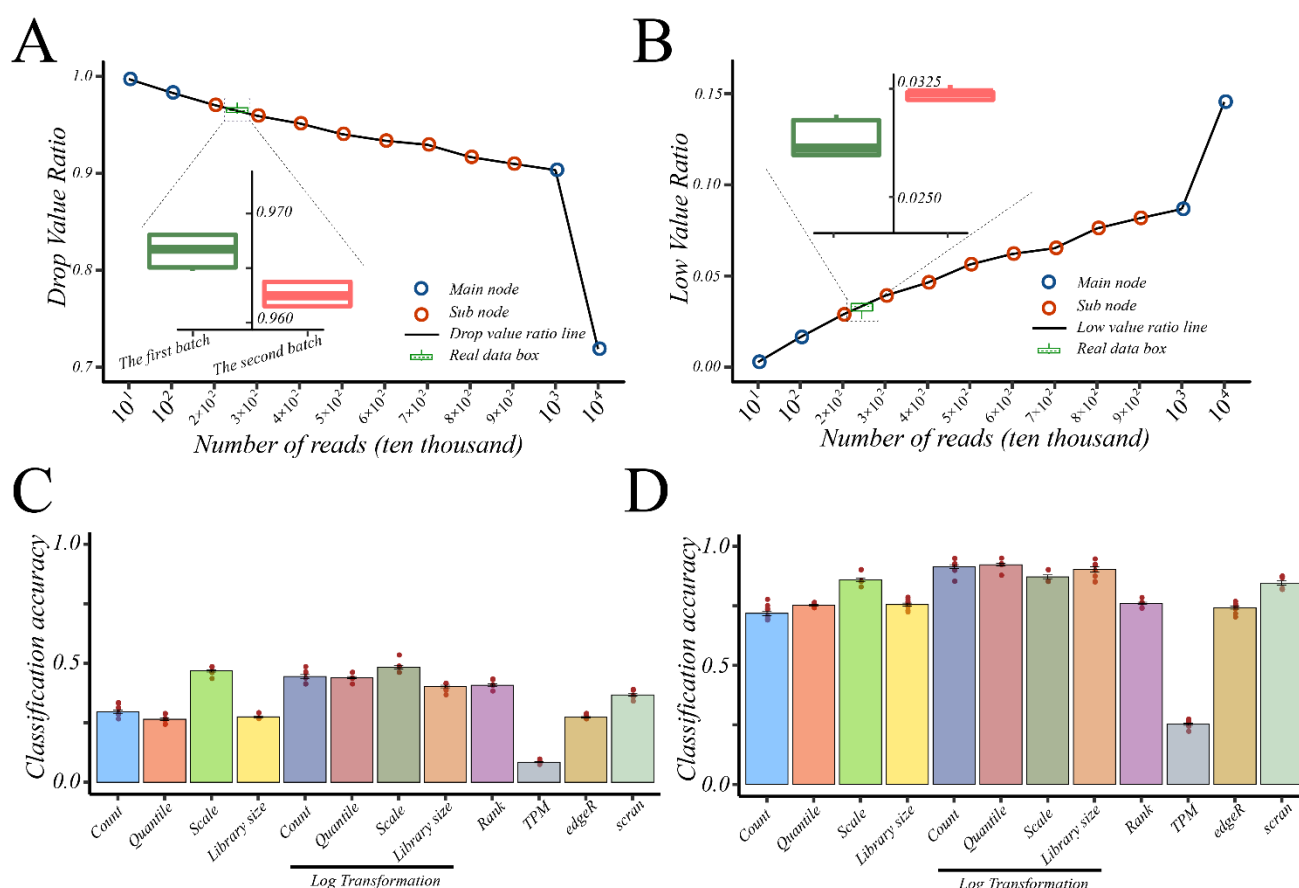 A
Drop Value Ratio
1.0
0.9
0.8
0.7
0.970
0.960
The first batch
The second batch
Main node
Sub node
Drop value ratio line
Real data box
10¹
10²
2×10²
3×10²
4×10²
5×10²
6×10²
7×10²
8×10²
9×10²
10³
10⁴
Number of reads (ten thousand)
B
Low Value Ratio
0.15
0.10
0.05
0.00
0.0325
0.0250
Main node
Sub node
Low value ratio line
Real data box
10¹
10²
2×10²
3×10²
4×10²
5×10²
6×10²
7×10²
8×10²
9×10²
10³
10⁴
Number of reads (ten thousand)
C
Classification accuracy
1.0
0.5
0.0
Count
Quantile
Scale
Library size
Count
Quantile
Scale
Library size
Rank
TPM
edgeR
scran
Log Transformation
D
Classification accuracy
1.0
0.5
0.0
Count
Quantile
Scale
Library size
Count
Quantile
Scale
Library size
Rank
TPM
edgeR
scran
Log Transformation